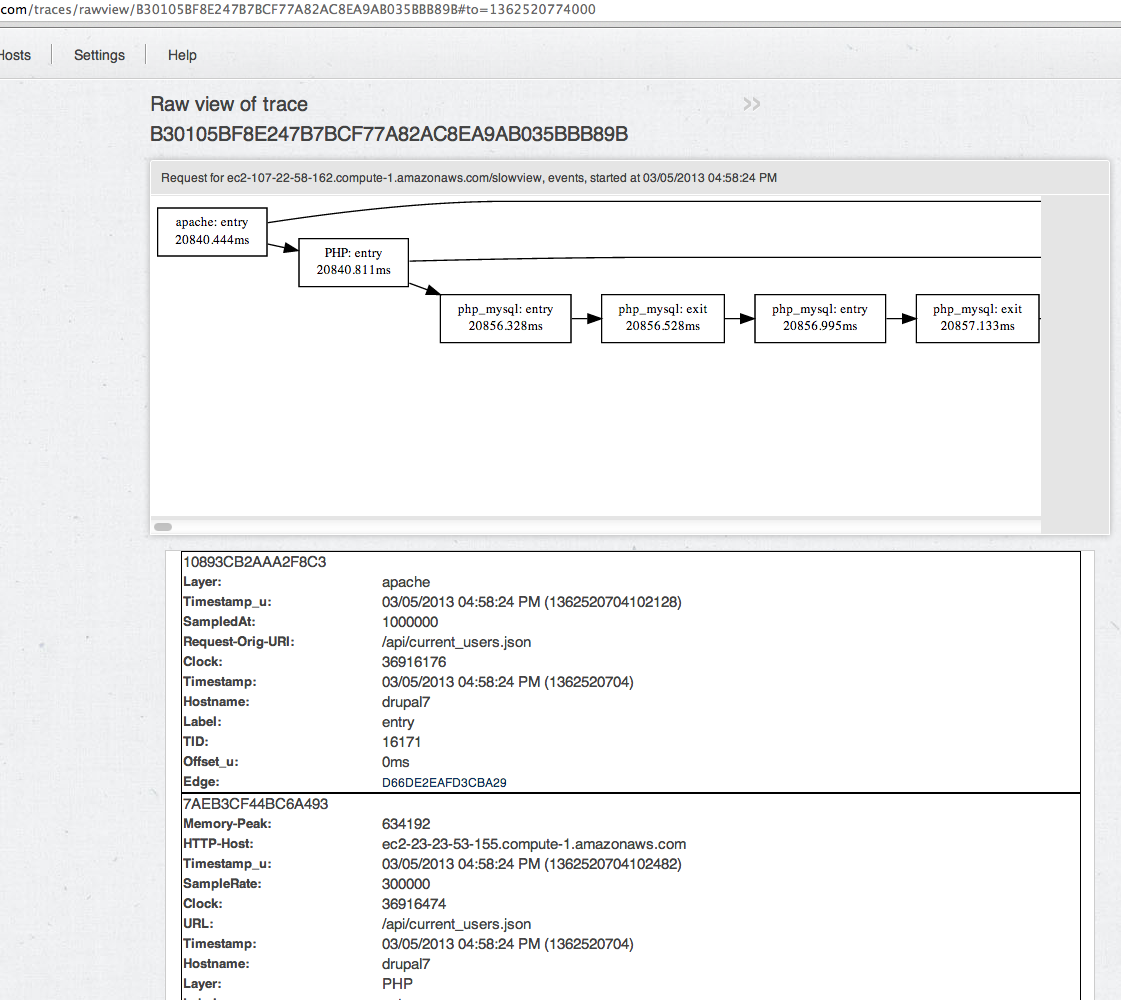 com/traces/rawview/B30105BF8E247B7BCF77A82AC8EA9AB035BBB89B#to=1362520774000
Hosts Settings Help
Raw view of trace »
B30105BF8E247B7BCF77A82AC8EA9AB035BBB89B
Request for ec2-107-22-58-162.compute-1.amazonaws.com/slowview, events, started at 03/05/2013 04:58:24 PM
apache: entry
20840.444ms
PHP: entry
20840.811ms
php_mysql: entry
20856.328ms
php_mysql: exit
20856.528ms
php_mysql: entry
20856.995ms
php_mysql: exit
20857.133ms
10893CB2AAA2F8C3
Layer: apache
Timestamp_u: 03/05/2013 04:58:24 PM (1362520704102128)
SampledAt: 1000000
Request-Orig-URI: /api/current_users.json
Clock: 36916176
Timestamp: 03/05/2013 04:58:24 PM (1362520704)
Hostname: drupal7
Label: entry
TID: 16171
Offset_u: 0ms
Edge: D66DE2EAFD3CBA29
7AEB3CF44BC6A493
Memory-Peak: 634192
HTTP-Host: ec2-23-23-53-155.compute-1.amazonaws.com
Timestamp_u: 03/05/2013 04:58:24 PM (1362520704102482)
SampleRate: 300000
Clock: 36916474
URL: /api/current_users.json
Timestamp: 03/05/2013 04:58:24 PM (1362520704)
Hostname: drupal7
Layer: PHP